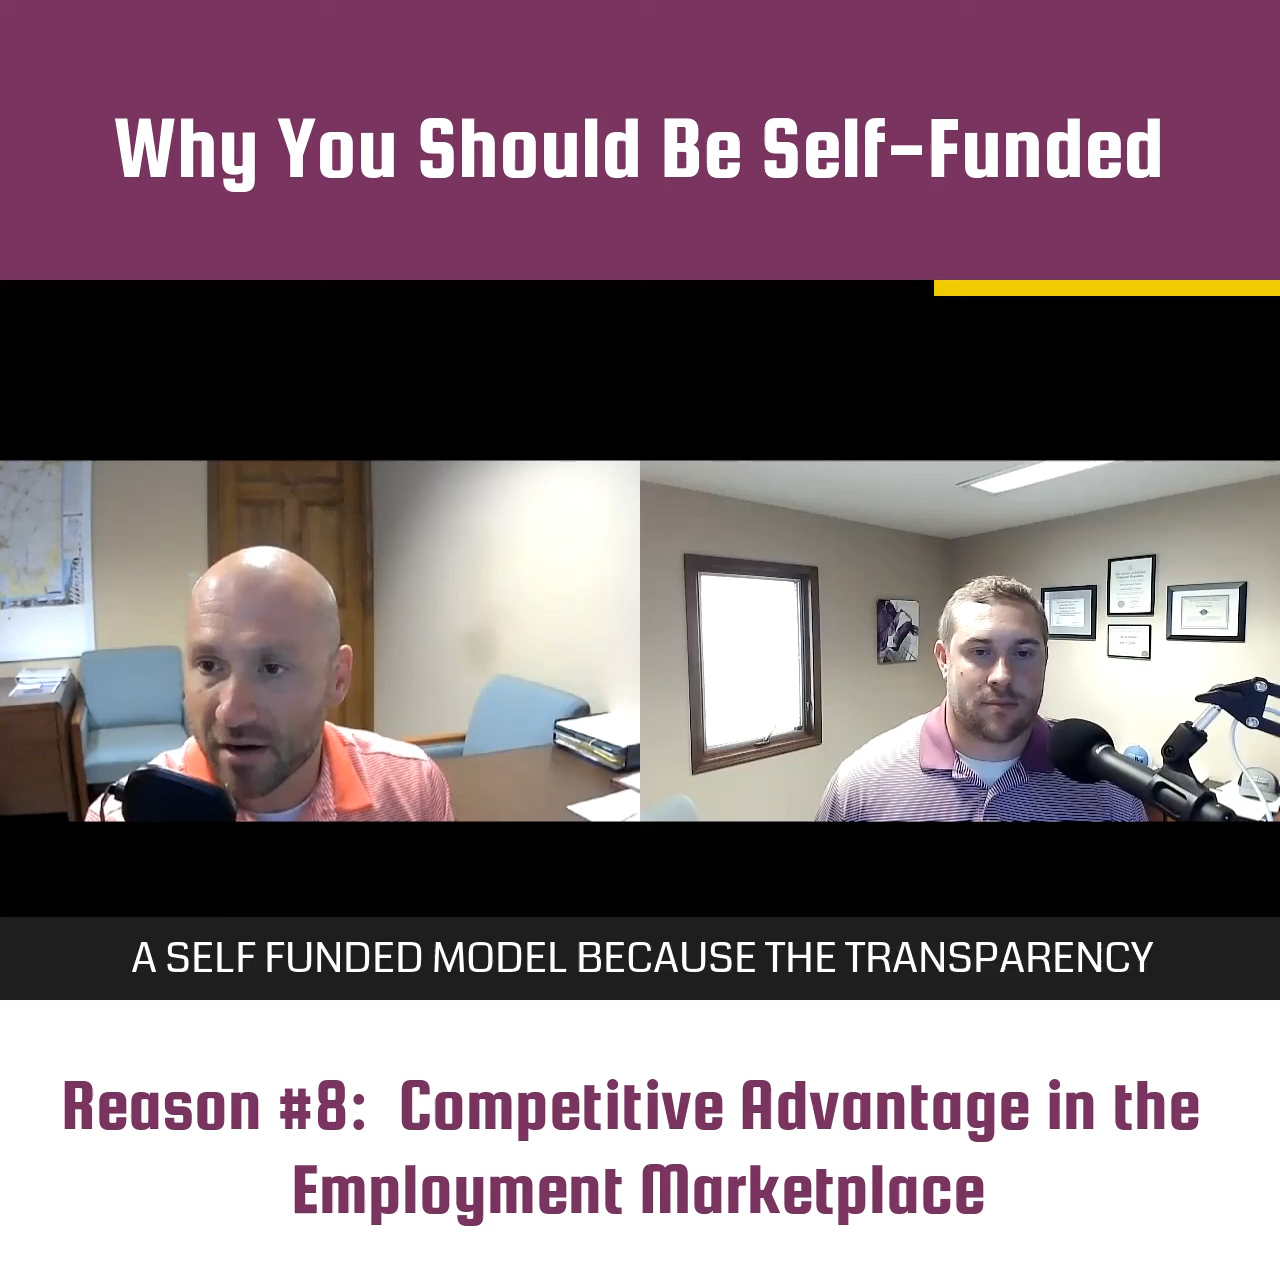 Why You Should Be Self-Funded
A SELF FUNDED MODEL BECAUSE THE TRANSPARENCY
Reason #8: Competitive Advantage in the
Employment Marketplace